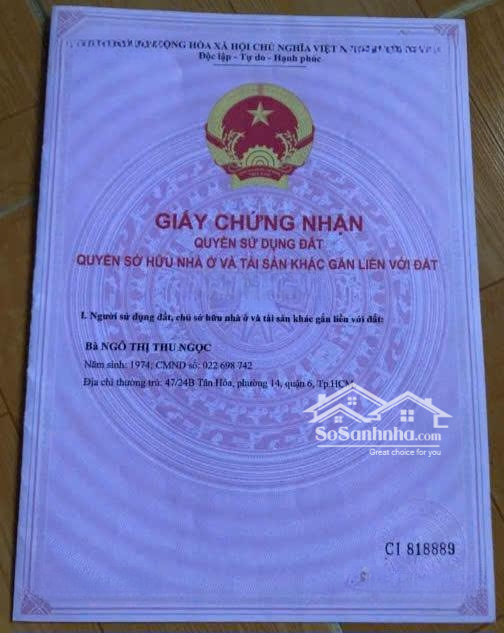 CỘNG HÒA XÃ HỘI CHỦ NGHĨA VIỆT N
Độc lập - Tự do - Hạnh phúc
GIẤY CHỨNG NHẬN
QUYỀN SỬ DỤNG ĐẤT
QUYỀN SỞ HỮU NHÀ Ở VÀ TÀI SẢN KHÁC GẮN LIỀN VỚI ĐẤT
I. Người sử dụng đất, chủ sở hữu nhà ở và tài sản khác gắn liền với đất:
Bà NGÔ THỊ THU NGỌC
Năm sinh: 1974; CMND số: 022 698 742
Địa chỉ thường trú: 47/24B Tân Hóa, phường 14, quận 6, Tp.HCM
SoSanhnha.com
Great choice for you
CI 818889